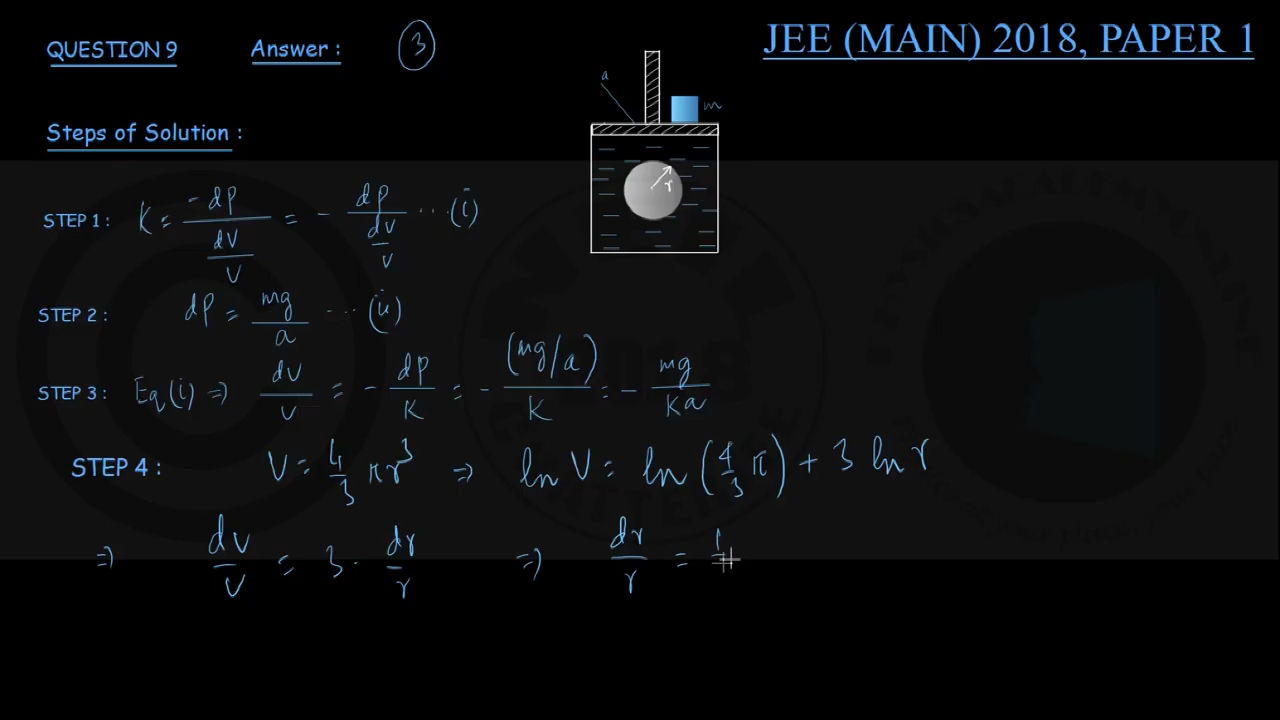 QUESTION 9 Answer : 3 JEE (MAIN) 2018, PAPER 1
a
m
r
Steps of Solution :
STEP 1 : K = -dP / (dV/V) = - dP / (dV/V) ... (i)
STEP 2 : dP = mg/a ... (ii)
STEP 3 : Eq(i) => dV/V = - dP/K = - (mg/a)/K = - mg/Ka
STEP 4 : V = 4/3 πr³ => ln V = ln (4/3 π) + 3 ln r
=> dV/V = 3 · dr/r => dr/r = 1